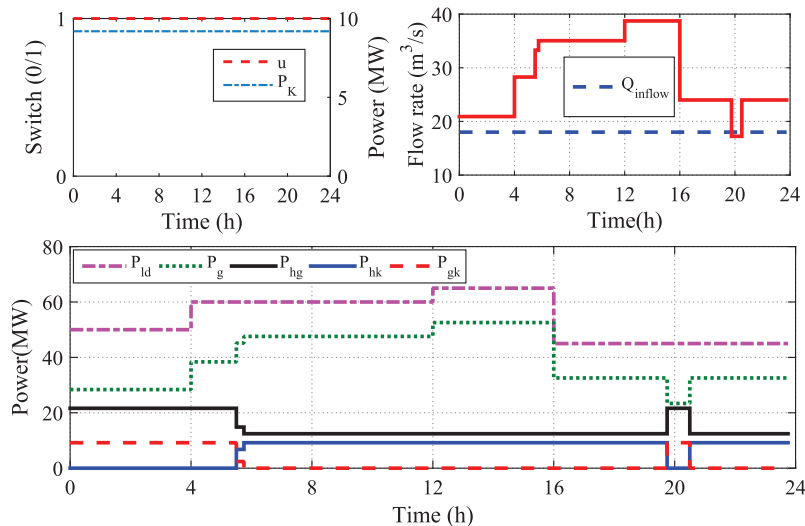 Switch (0/1)
1
0
0 4 8 12 16 20 24
Time (h)
10
5
0
Power (MW)
u
P_K
Flow rate (m^3/s)
40
30
20
10
0 4 8 12 16 20 24
Time(h)
Q_inflow
Power(MW)
80
60
40
20
0
P_ld P_g P_hg P_hk P_gk
0 4 8 12 16 20 24
Time (h)